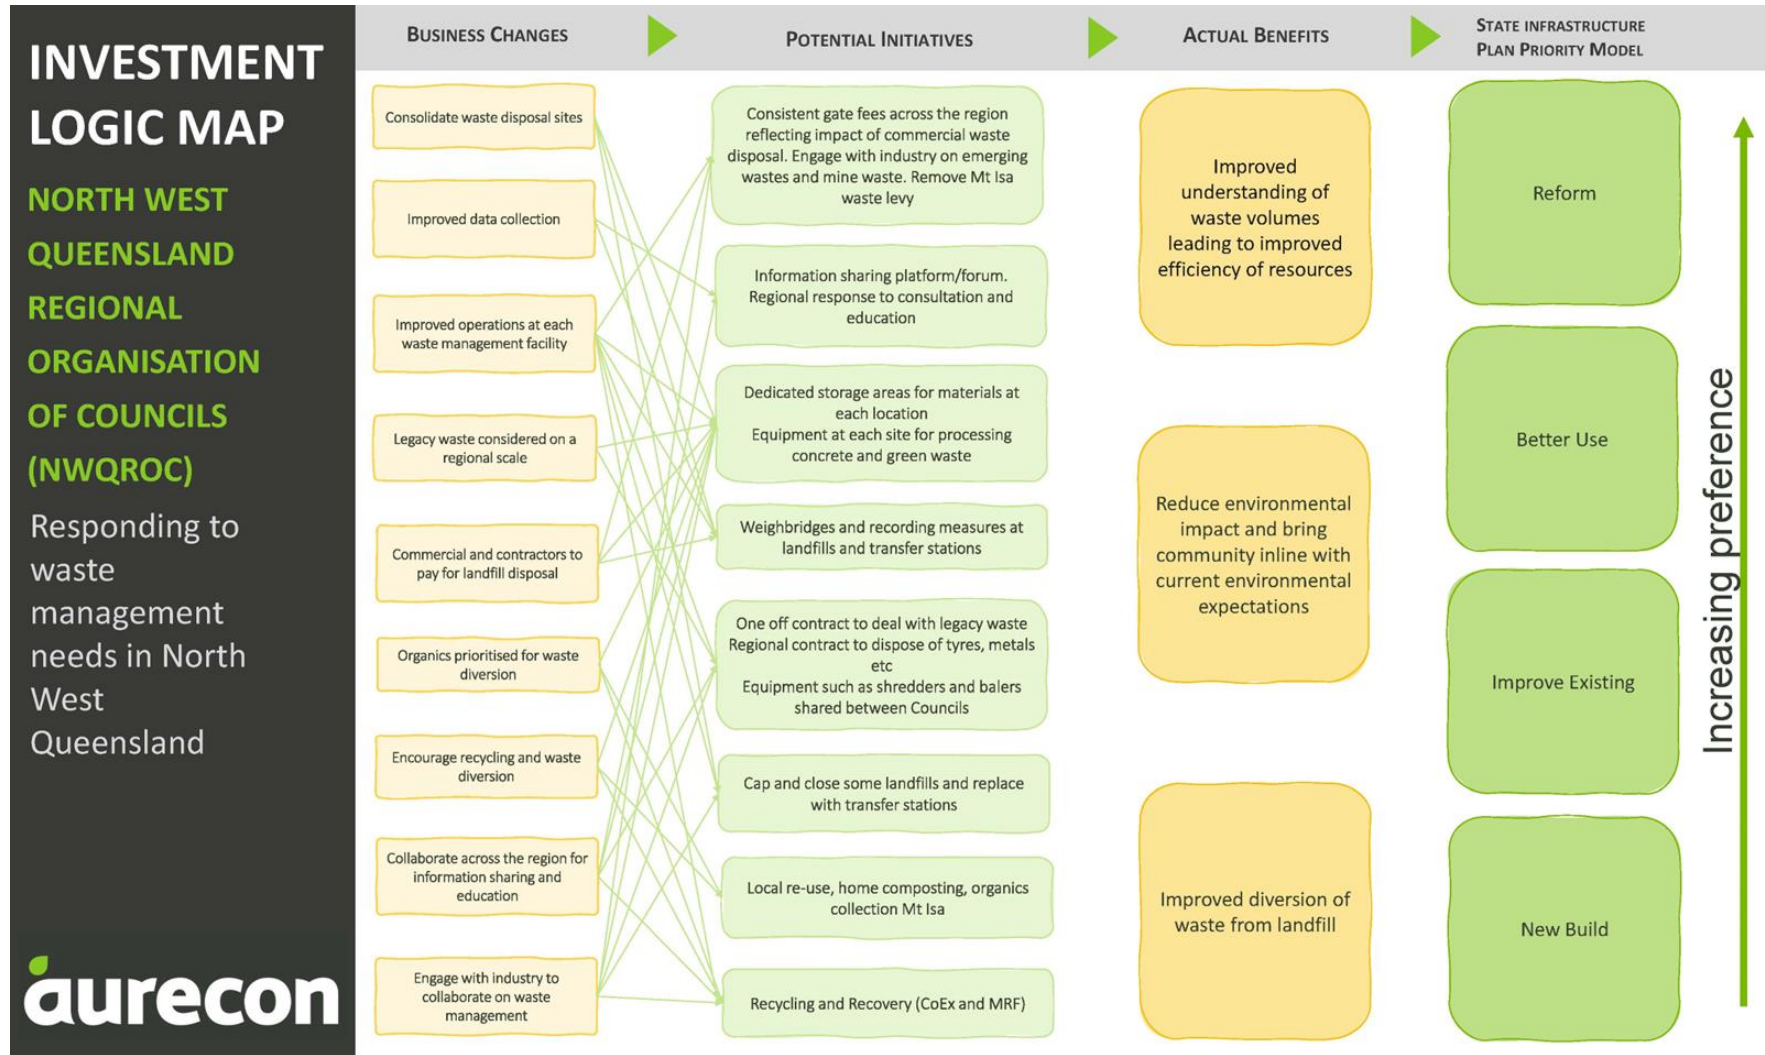 INVESTMENT
LOGIC MAP
NORTH WEST
QUEENSLAND
REGIONAL
ORGANISATION
OF COUNCILS
(NWQROC)
Responding to
waste
management
needs in North
West
Queensland
aurecon
BUSINESS CHANGES
Consolidate waste disposal sites
Improved data collection
Improved operations at each
waste management facility
Legacy waste considered on a
regional scale
Commercial and contractors to
pay for landfill disposal
Organics prioritised for waste
diversion
Encourage recycling and waste
diversion
Collaborate across the region for
information sharing and
education
Engage with industry to
collaborate on waste
management
POTENTIAL INITIATIVES
Consistent gate fees across the region
reflecting impact of commercial waste
disposal. Engage with industry on emerging
wastes and mine waste. Remove Mt Isa
waste levy
Information sharing platform/forum.
Regional response to consultation and
education
Dedicated storage areas for materials at
each location
Equipment at each site for processing
concrete and green waste
Weighbridges and recording measures at
landfills and transfer stations
One off contract to deal with legacy waste
Regional contract to dispose of tyres, metals
etc
Equipment such as shredders and balers
shared between Councils
Cap and close some landfills and replace
with transfer stations
Local re-use, home composting, organics
collection Mt Isa
Recycling and Recovery (CoEx and MRF)
ACTUAL BENEFITS
Improved
understanding of
waste volumes
leading to improved
efficiency of resources
Reduce environmental
impact and bring
community inline with
current environmental
expectations
Improved diversion of
waste from landfill
STATE INFRASTRUCTURE
PLAN PRIORITY MODEL
Reform
Better Use
Improve Existing
New Build
Increasing preference